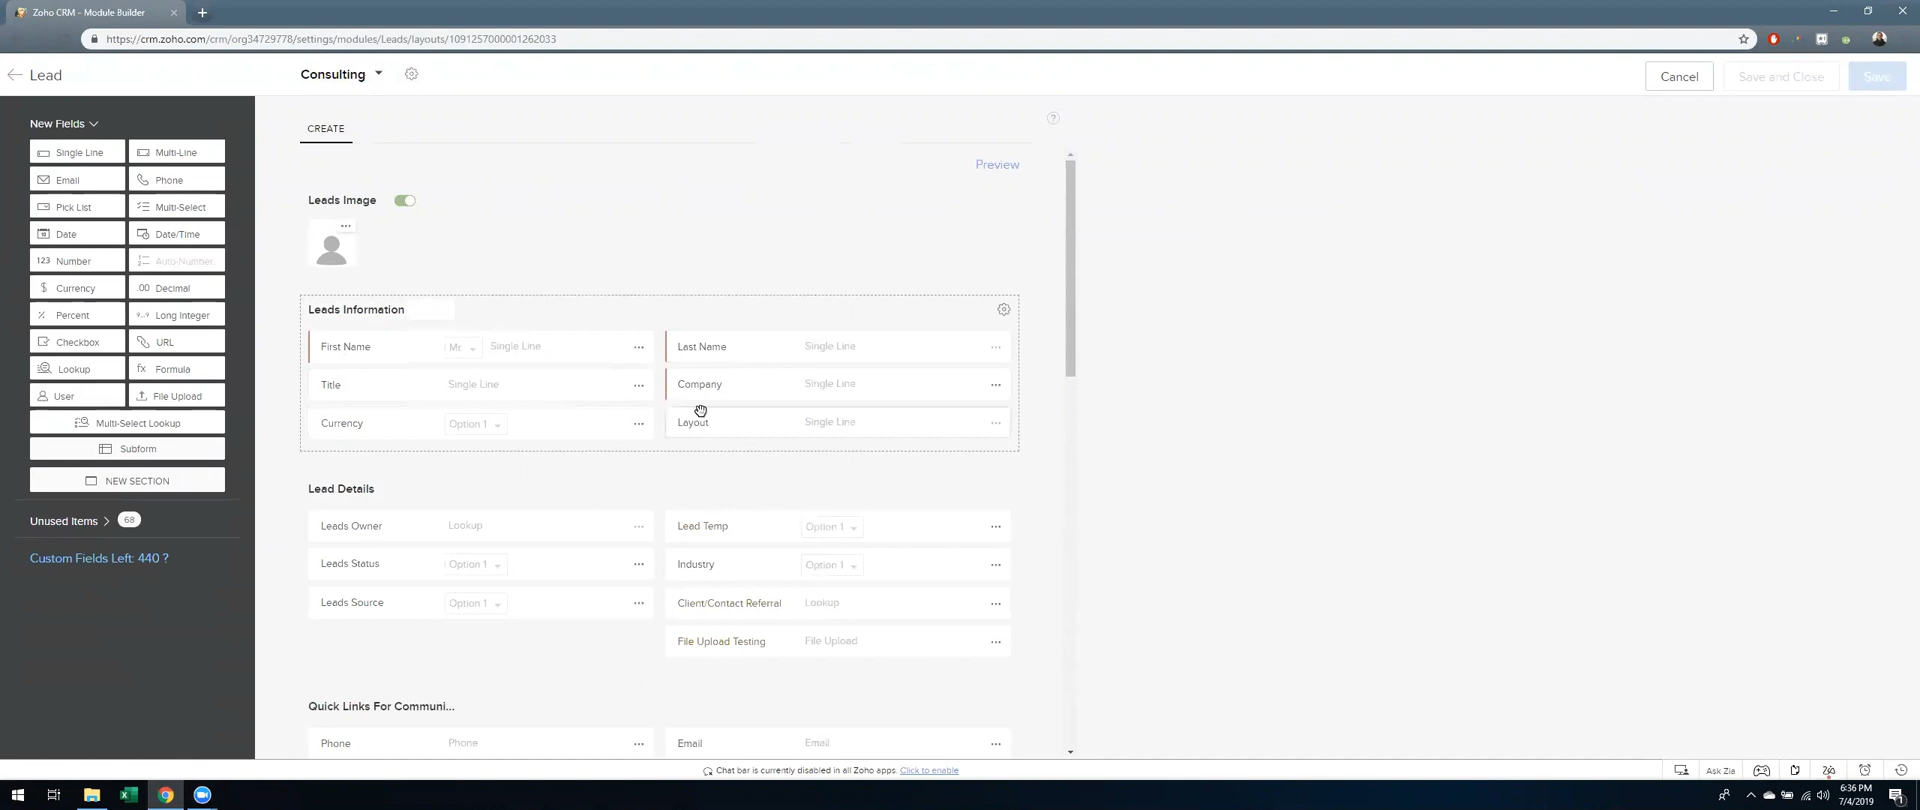 Zoho CRM - Module Builder
https://crm.zoho.com/crm/org34729778/settings/modules/Leads/layouts/1091257000001262033
Lead
Consulting
Cancel
Save and Close
Save
New Fields
Single Line
Multi-Line
Email
Phone
Pick List
Multi-Select
Date
Date/Time
123 Number
Auto-Number
$ Currency
.00 Decimal
% Percent
Long Integer
Checkbox
URL
Lookup
fx Formula
User
File Upload
Multi-Select Lookup
Subform
NEW SECTION
Unused Items > 68
Custom Fields Left: 440 ?
CREATE
?
Preview
Leads Image
Leads Information
First Name Mr. Single Line
Last Name Single Line
Title Single Line
Company Single Line
Currency Option 1
Layout Single Line
Lead Details
Leads Owner Lookup
Lead Temp Option 1
Leads Status Option 1
Industry Option 1
Leads Source Option 1
Client/Contact Referral Lookup
File Upload Testing File Upload
Quick Links For Communi...
Phone Phone
Email Email
Chat bar is currently disabled in all Zoho apps. Click to enable
Ask Zia
6:36 PM
7/4/2019